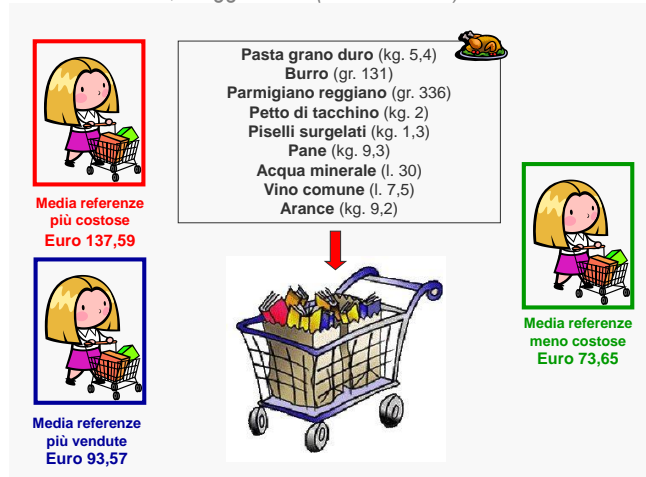 Pasta grano duro (kg. 5,4)
Burro (gr. 131)
Parmigiano reggiano (gr. 336)
Petto di tacchino (kg. 2)
Piselli surgelati (kg. 1,3)
Pane (kg. 9,3)
Acqua minerale (l. 30)
Vino comune (l. 7,5)
Arance (kg. 9,2)
Media referenze
più costose
Euro 137,59
Media referenze
meno costose
Euro 73,65
Media referenze
più vendute
Euro 93,57